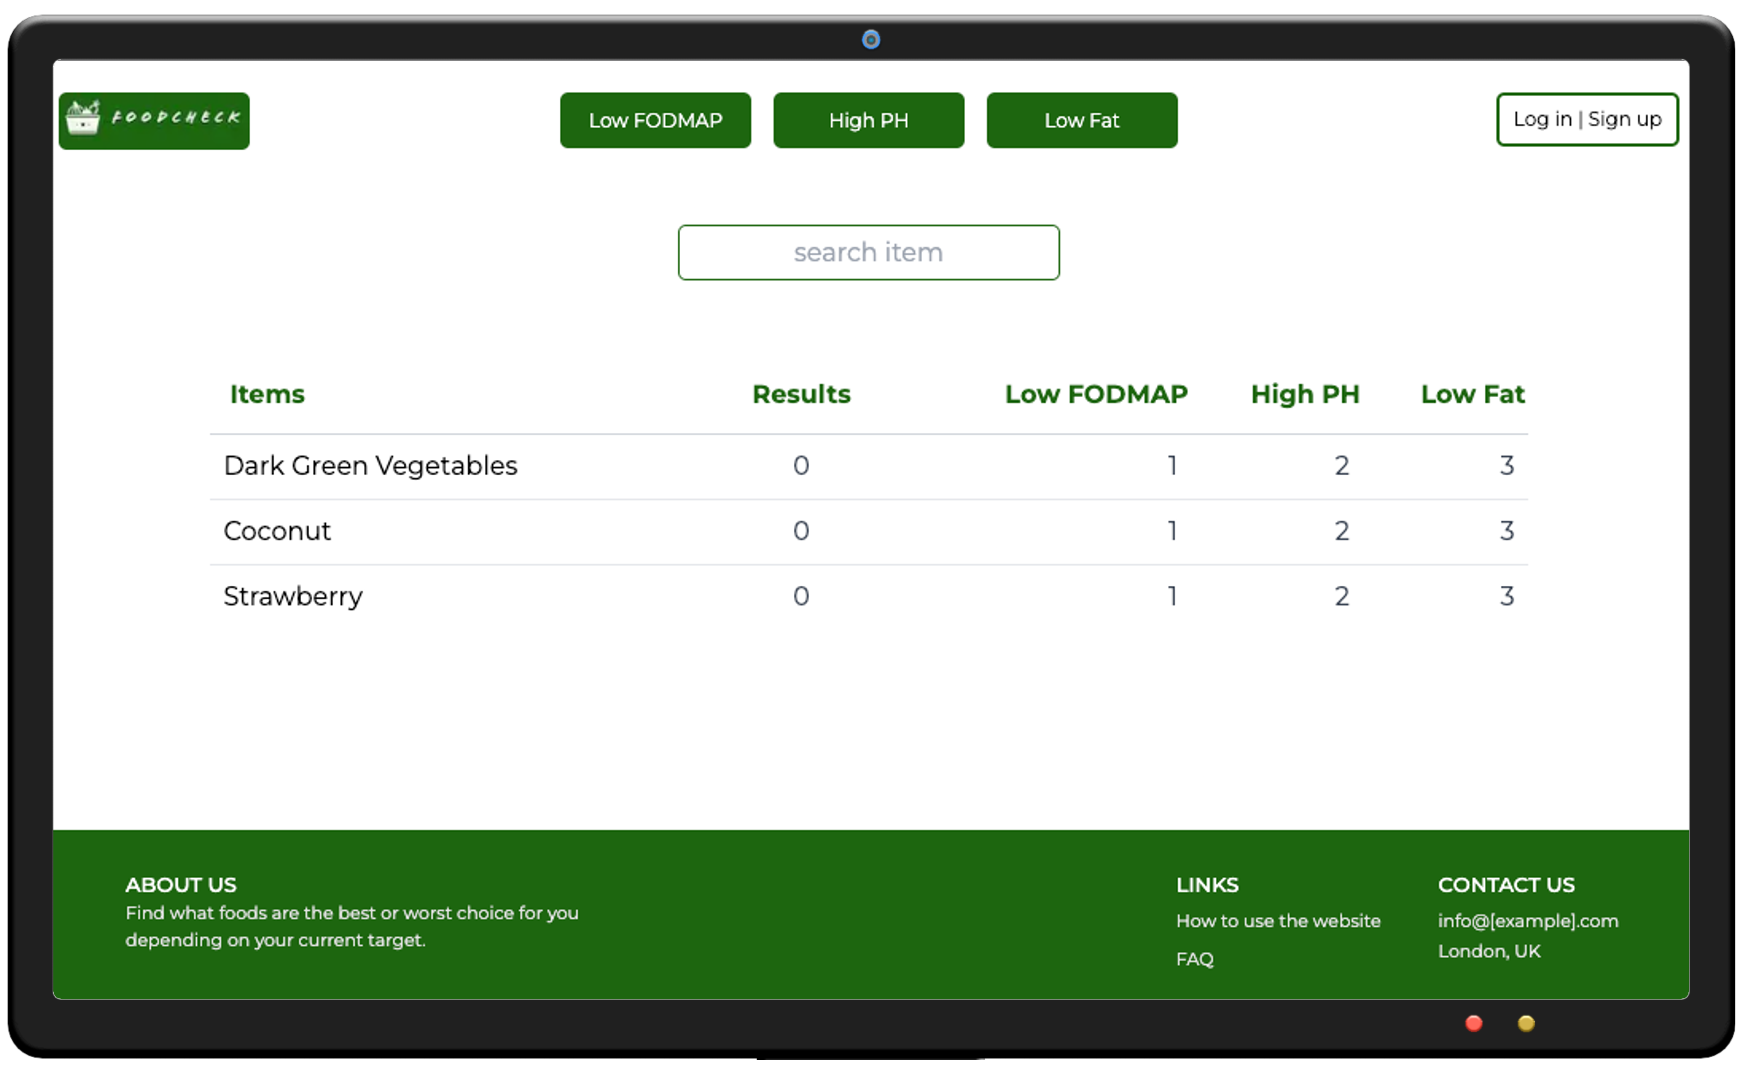 FOODCHECK
Low FODMAP
High PH
Low Fat
Log in | Sign up
search item
Items Results Low FODMAP High PH Low Fat
Dark Green Vegetables 0 1 2 3
Coconut 0 1 2 3
Strawberry 0 1 2 3
ABOUT US
Find what foods are the best or worst choice for you
depending on your current target.
LINKS
How to use the website
FAQ
CONTACT US
info@[example].com
London, UK